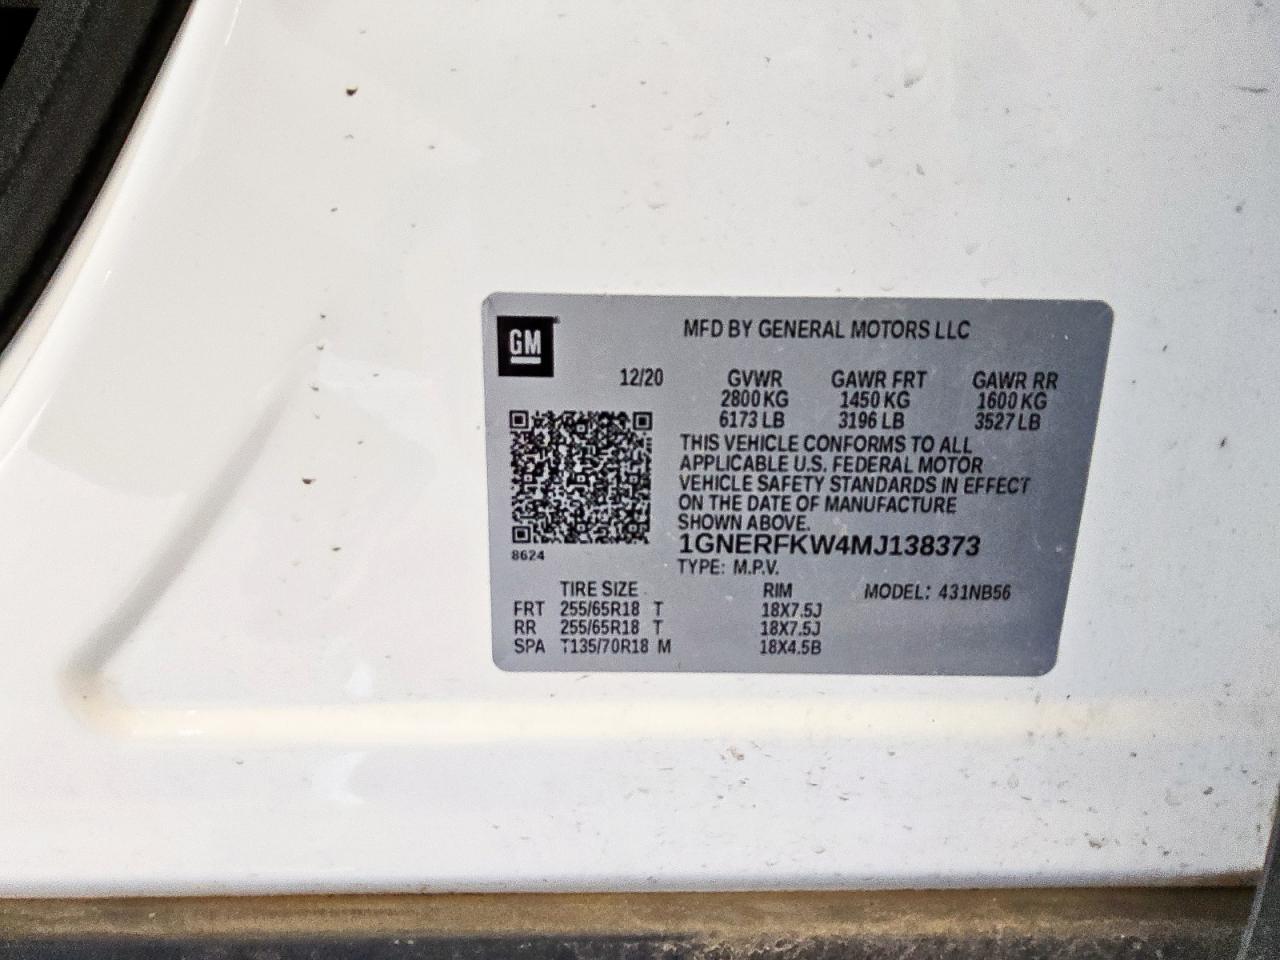 GM
MFD BY GENERAL MOTORS LLC
12/20 GVWR GAWR FRT GAWR RR
2800 KG 1450 KG 1600 KG
6173 LB 3196 LB 3527 LB
THIS VEHICLE CONFORMS TO ALL
APPLICABLE U.S. FEDERAL MOTOR
VEHICLE SAFETY STANDARDS IN EFFECT
ON THE DATE OF MANUFACTURE
SHOWN ABOVE.
1GNERFKW4MJ138373
8624
TYPE: M.P.V.
TIRE SIZE RIM MODEL: 431NB56
FRT 255/65R18 T 18X7.5J
RR 255/65R18 T 18X7.5J
SPA T135/70R18 M 18X4.5B